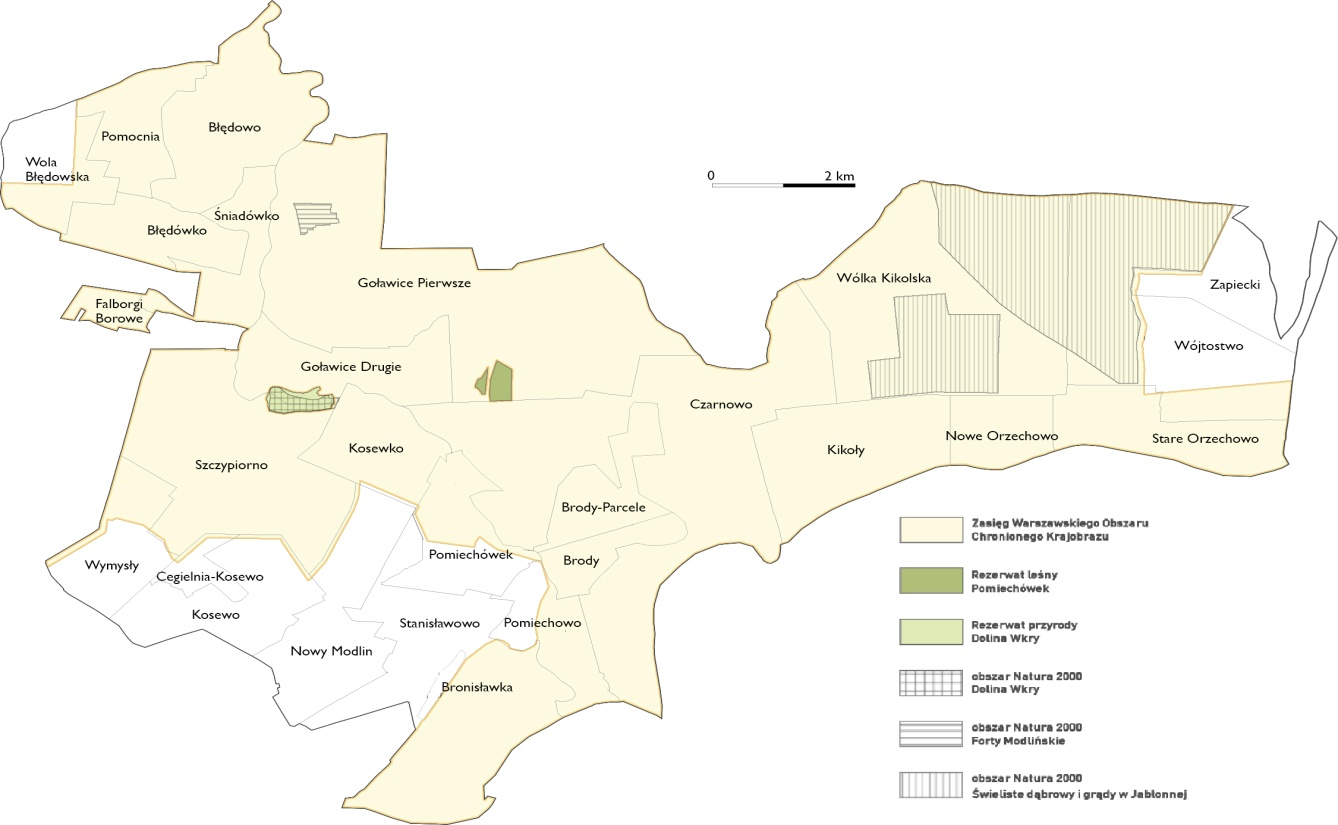 Błędowo
Pomocnia
Wola
Błędowska
0
2 km
Śniadówko
Błędówko
Wólka Kikolska
Goławice Pierwsze
Zapiecki
Falborgi
Borowe
Wójtostwo
Goławice Drugie
Czarnowo
Nowe Orzechowo
Stare Orzechowo
Kosewko
Kikoły
Szczypiorno
Brody-Parcele
Pomiechówek
Brody
Wymysły
Cegielnia-Kosewo
Kosewo
Stanisławowo
Pomiechowo
Nowy Modlin
Bronisławka
Zasięg Warszawskiego Obszaru
Chronionego Krajobrazu
Rezerwat leśny
Pomiechówek
Rezerwat przyrody
Dolina Wkry
obszar Natura 2000
Dolina Wkry
obszar Natura 2000
Forty Modlińskie
obszar Natura 2000
Świeliste dąbrowy i grądy w Jabłonnej